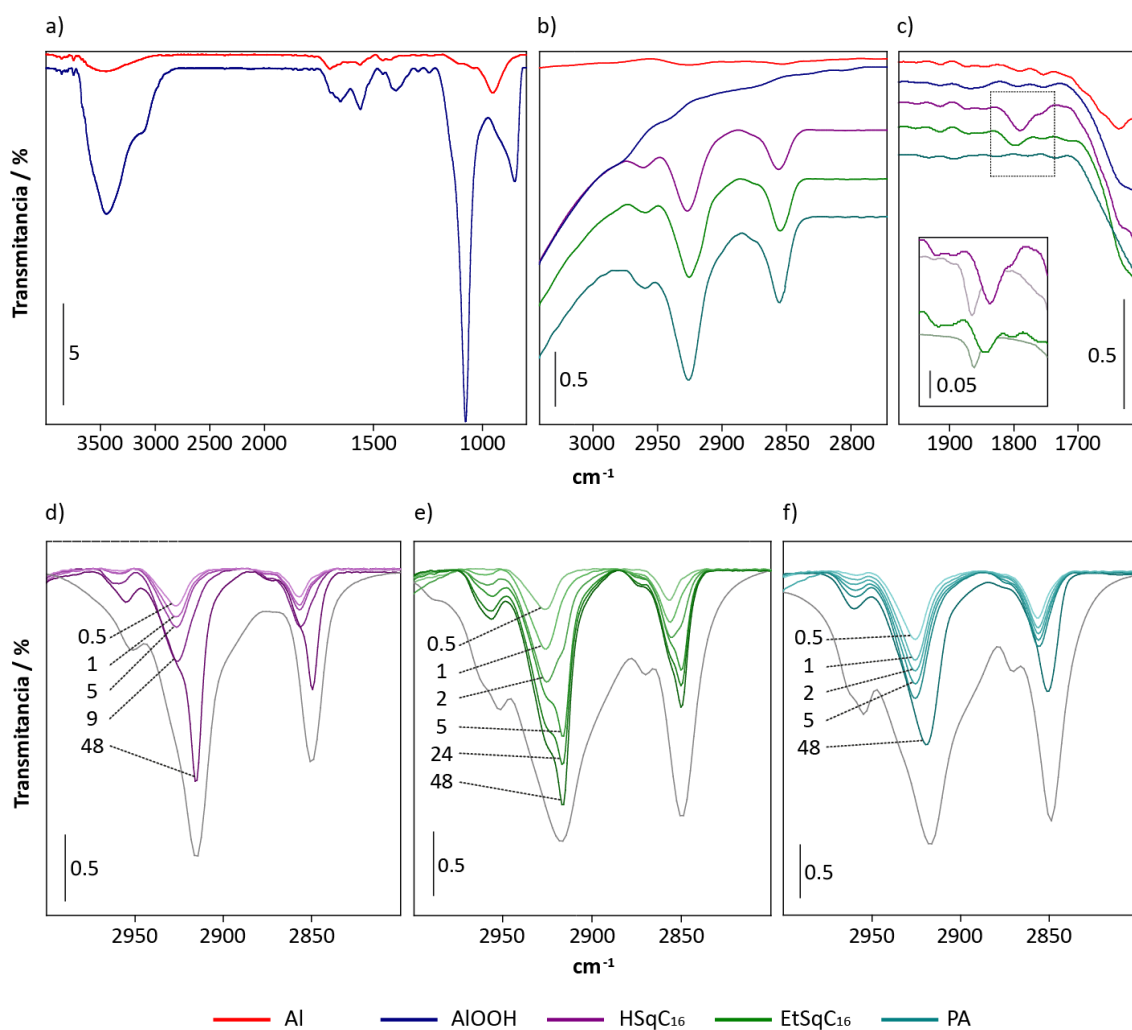 a)
b)
c)
Transmitancia / %
5
0.5
0.5
0.05
3500 3000 2500 2000 1500 1000
3000 2950 2900 2850 2800
1900 1800 1700
cm⁻¹
d)
e)
f)
Transmitancia / %
0.5
1
5
9
48
0.5
0.5
1
2
5
24
48
0.5
0.5
1
2
5
48
0.5
2950 2900 2850
2950 2900 2850
2950 2900 2850
cm⁻¹
Al AlOOH HSqC₁₆ EtSqC₁₆ PA